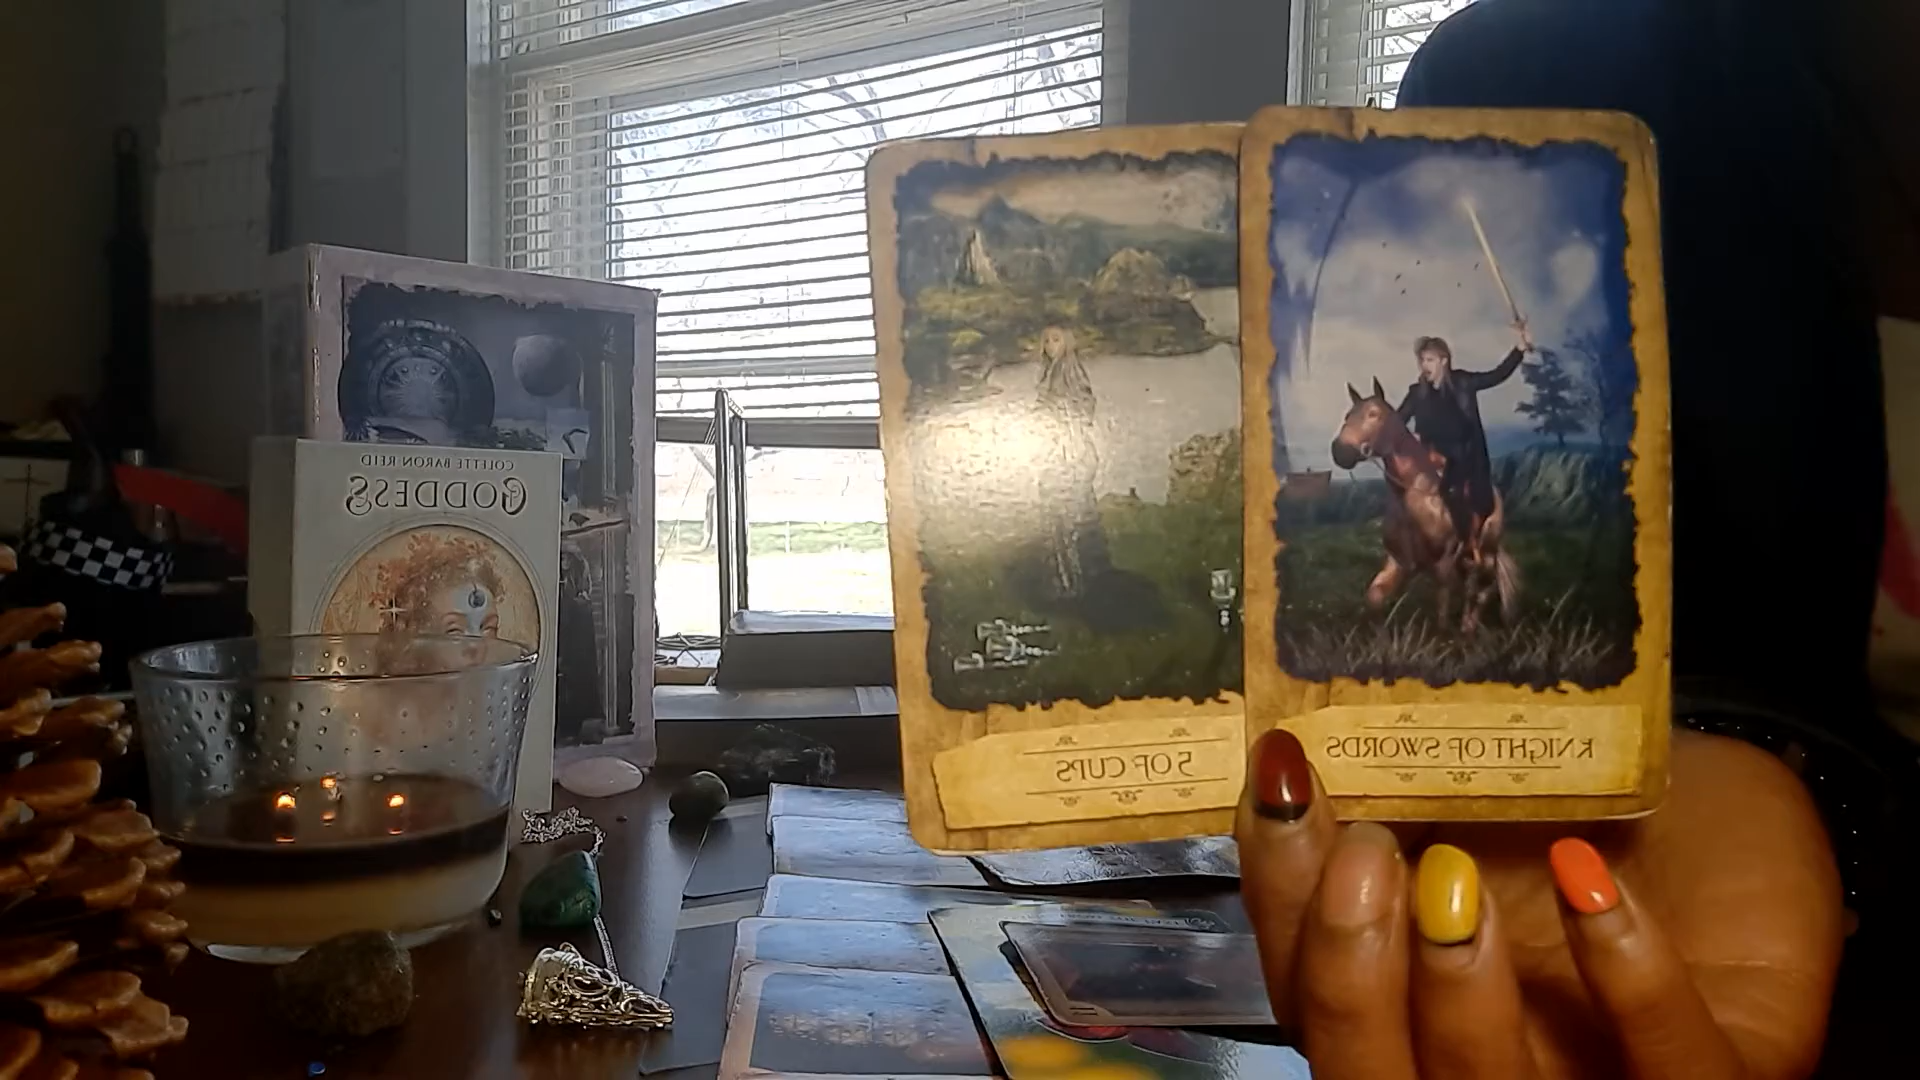 COLETTE BARON REID
GODDESS
5 OF CUPS
KNIGHT OF SWORDS